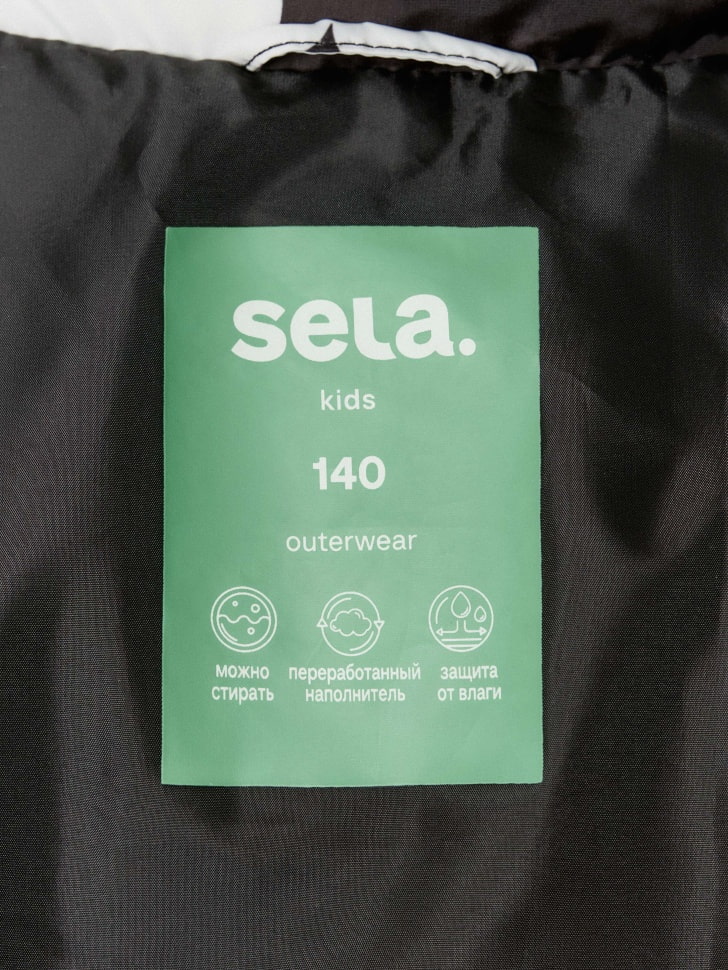 sela.
kids
140
outerwear
можно
стирать
переработанный
наполнитель
защита
от влаги